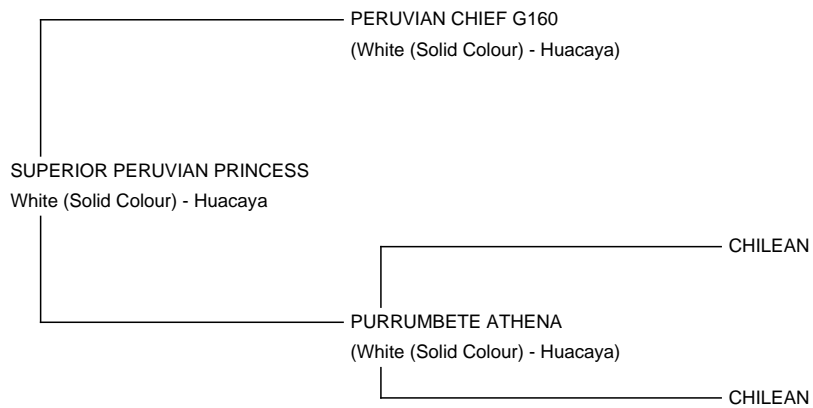 PERUVIAN CHIEF G160
(White (Solid Colour) - Huacaya)
SUPERIOR PERUVIAN PRINCESS
White (Solid Colour) - Huacaya
CHILEAN
PURRUMBETE ATHENA
(White (Solid Colour) - Huacaya)
CHILEAN